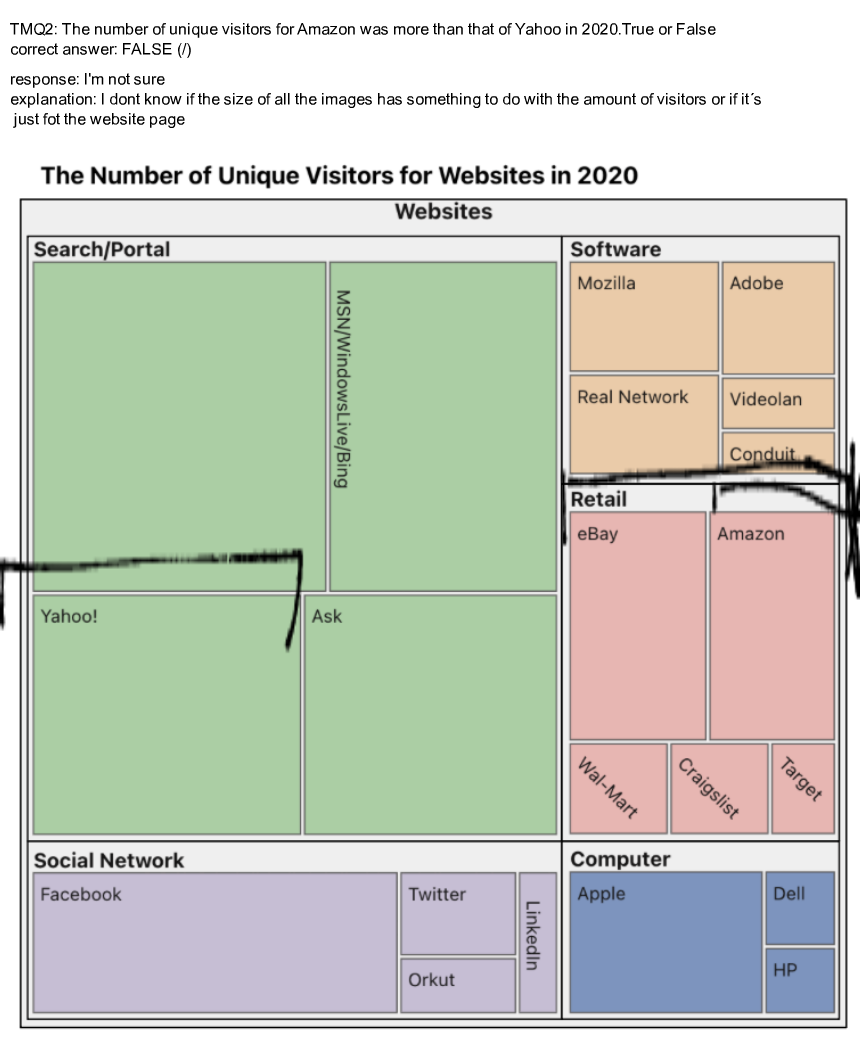 TMQ2: The number of unique visitors for Amazon was more than that of Yahoo in 2020.True or False
correct answer: FALSE (/)
response: I'm not sure
explanation: I dont know if the size of all the images has something to do with the amount of visitors or if it´s
just fot the website page
The Number of Unique Visitors for Websites in 2020
Websites
Search/Portal
MSN/WindowsLive/Bing
Yahoo!
Ask
Software
Mozilla
Adobe
Real Network
Videolan
Conduit
Retail
eBay
Amazon
Wal-Mart
Craigslist
Target
Social Network
Facebook
Twitter
Orkut
LinkedIn
Computer
Apple
Dell
HP